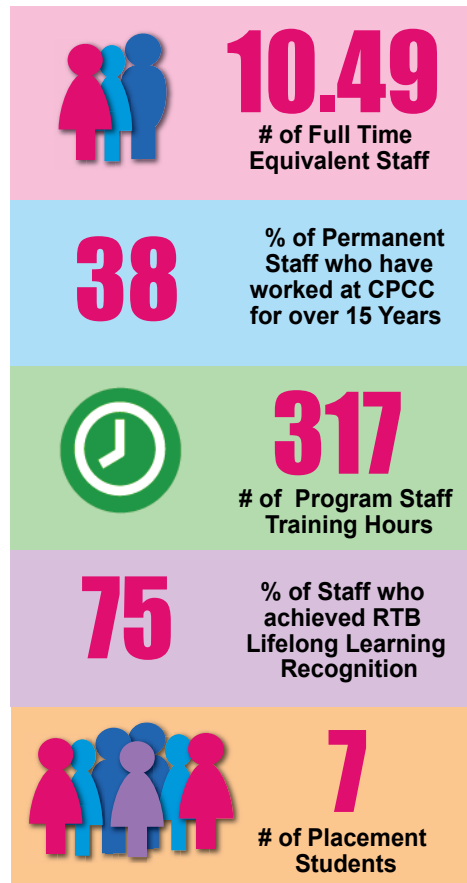 10.49
# of Full Time
Equivalent Staff
38
% of Permanent
Staff who have
worked at CPCC
for over 15 Years
317
# of Program Staff
Training Hours
75
% of Staff who
achieved RTB
Lifelong Learning
Recognition
7
# of Placement
Students